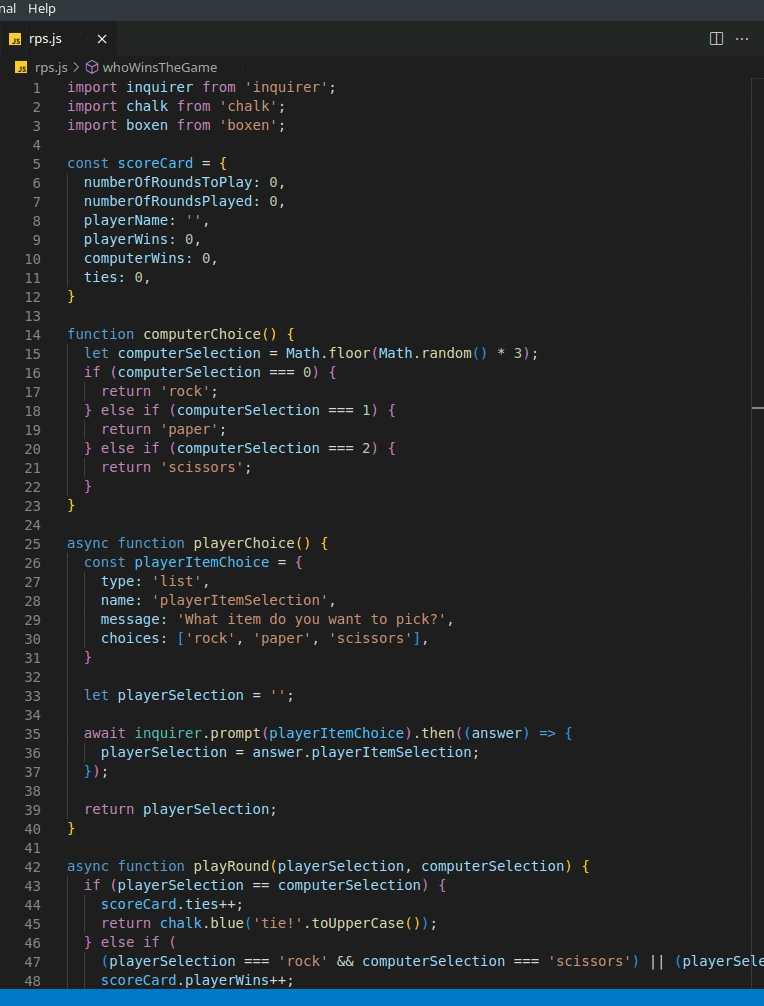 nal Help
JS rps.js ×
JS rps.js > whoWinsTheGame
1 import inquirer from 'inquirer';
2 import chalk from 'chalk';
3 import boxen from 'boxen';
4
5 const scoreCard = {
6   numberOfRoundsToPlay: 0,
7   numberOfRoundsPlayed: 0,
8   playerName: '',
9   playerWins: 0,
10   computerWins: 0,
11   ties: 0,
12 }
13
14 function computerChoice() {
15   let computerSelection = Math.floor(Math.random() * 3);
16   if (computerSelection === 0) {
17     return 'rock';
18   } else if (computerSelection === 1) {
19     return 'paper';
20   } else if (computerSelection === 2) {
21     return 'scissors';
22   }
23 }
24
25 async function playerChoice() {
26   const playerItemChoice = {
27     type: 'list',
28     name: 'playerItemSelection',
29     message: 'What item do you want to pick?',
30     choices: ['rock', 'paper', 'scissors'],
31   }
32
33   let playerSelection = '';
34
35   await inquirer.prompt(playerItemChoice).then((answer) => {
36     playerSelection = answer.playerItemSelection;
37   });
38
39   return playerSelection;
40 }
41
42 async function playRound(playerSelection, computerSelection) {
43   if (playerSelection == computerSelection) {
44     scoreCard.ties++;
45     return chalk.blue('tie!'.toUpperCase());
46   } else if (
47     (playerSelection === 'rock' && computerSelection === 'scissors') || (playerSele
48     scoreCard.playerWins++;